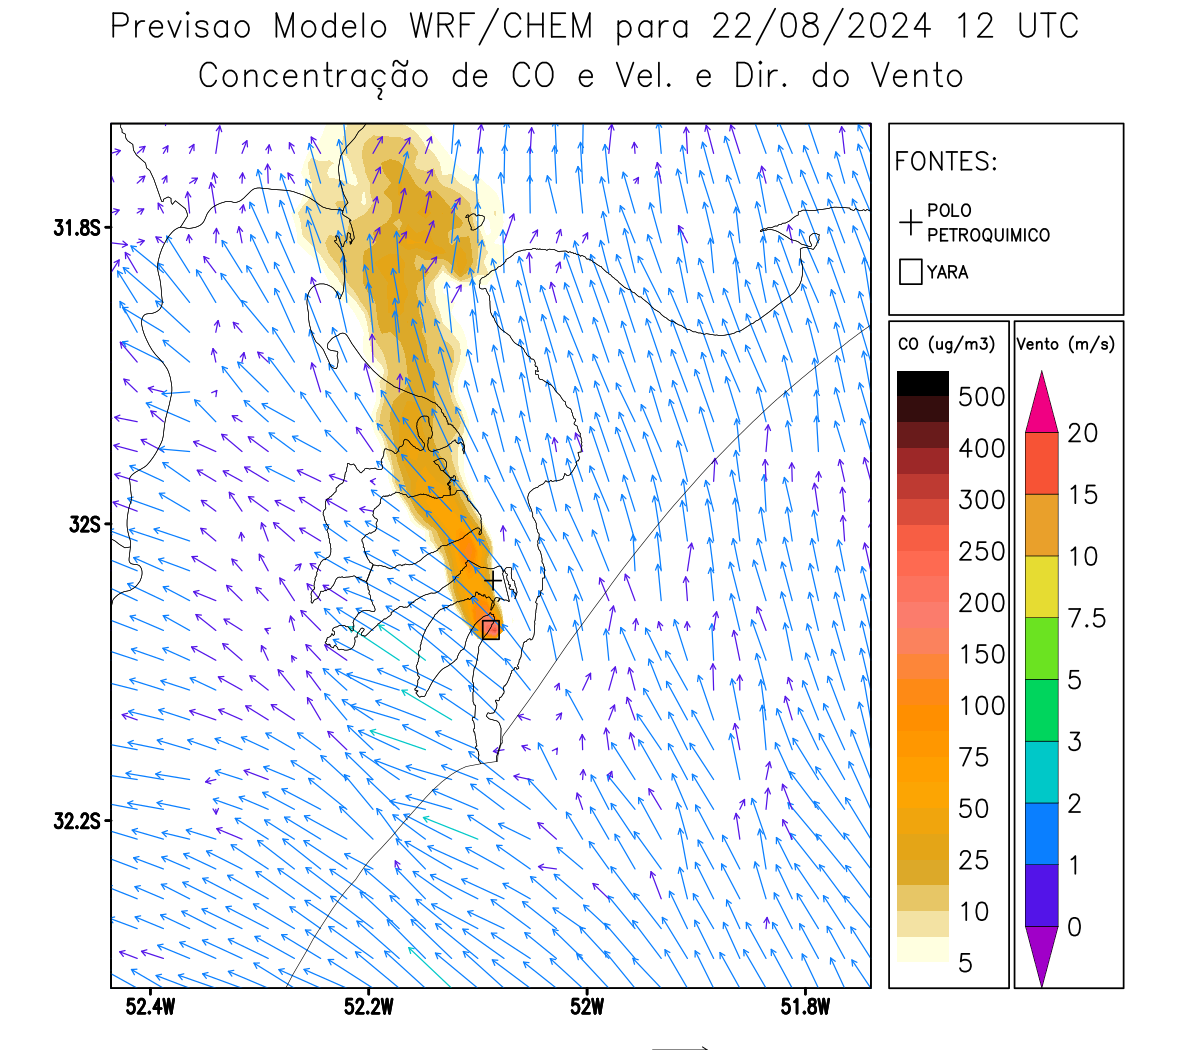 Previsao Modelo WRF/CHEM para 22/08/2024 12 UTC
Concentração de CO e Vel. e Dir. do Vento
FONTES:
POLO
PETROQUIMICO
YARA
CO (ug/m3)
500
400
300
250
200
150
100
75
50
25
10
5
Vento (m/s)
20
15
10
7.5
5
3
2
1
0
31.8S
32S
32.2S
52.4W
52.2W
52W
51.8W